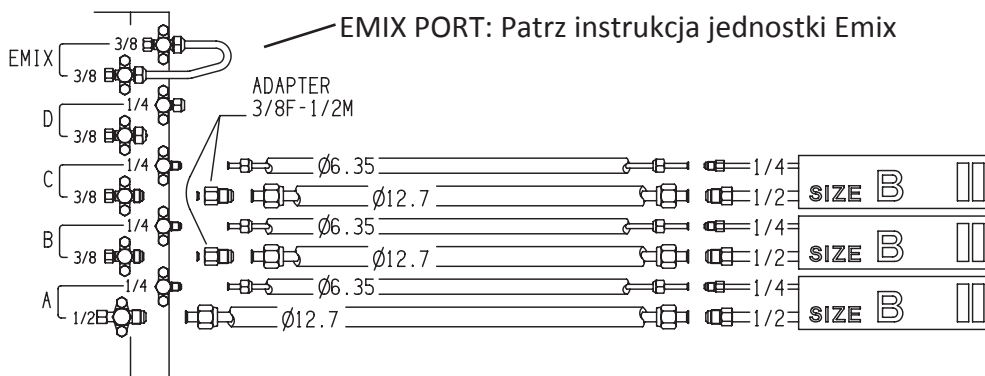 EMIX PORT: Patrz instrukcja jednostki Emix
EMIX
3/8
3/8
ADAPTER
3/8F-1/2M
D
1/4
3/8
C
1/4
3/8
Ø6.35
1/4
Ø12.7
1/2
SIZE B
B
1/4
3/8
Ø6.35
1/4
Ø12.7
1/2
SIZE B
A
1/4
1/2
Ø6.35
1/4
Ø12.7
1/2
SIZE B